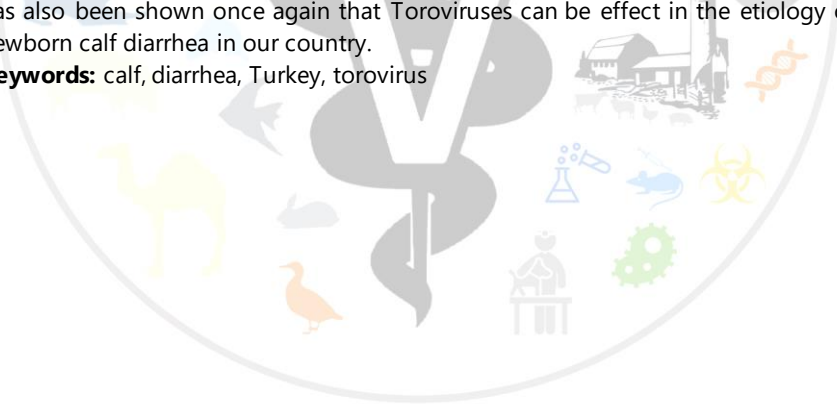 as also been shown once again that Toroviruses can be effect in the etiology
ewborn calf diarrhea in our country.
eywords: calf, diarrhea, Turkey, torovirus
V